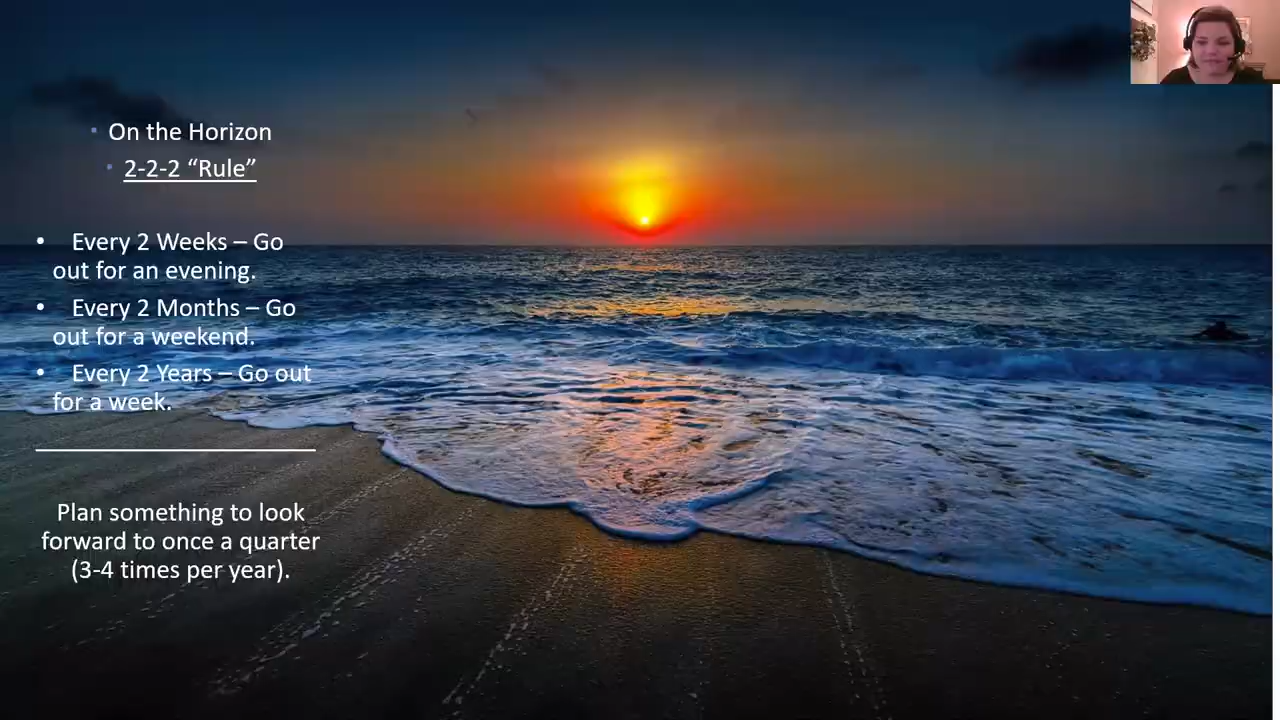 On the Horizon
2-2-2 “Rule”
Every 2 Weeks – Go
out for an evening.
Every 2 Months – Go
out for a weekend.
Every 2 Years – Go out
for a week.
Plan something to look
forward to once a quarter
(3-4 times per year).